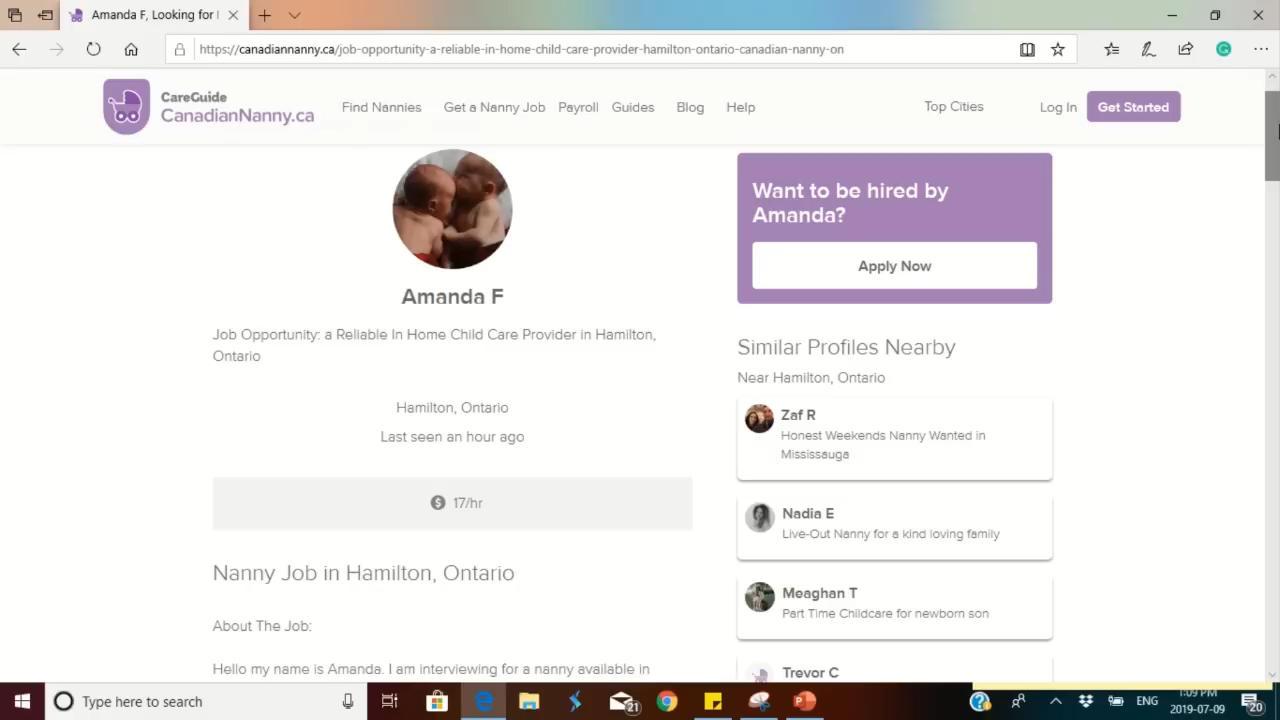 Amanda F, Looking for
https://canadiannanny.ca/job-opportunity-a-reliable-in-home-child-care-provider-hamilton-ontario-canadian-nanny-on
CareGuide
CanadianNanny.ca
Find Nannies Get a Nanny Job Payroll Guides Blog Help Top Cities Log In Get Started
Amanda F
Job Opportunity: a Reliable In Home Child Care Provider in Hamilton,
Ontario
Hamilton, Ontario
Last seen an hour ago
$ 17/hr
Nanny Job in Hamilton, Ontario
About The Job:
Hello my name is Amanda. I am interviewing for a nanny available in
Want to be hired by
Amanda?
Apply Now
Similar Profiles Nearby
Near Hamilton, Ontario
Zaf R
Honest Weekends Nanny Wanted in
Mississauga
Nadia E
Live-Out Nanny for a kind loving family
Meaghan T
Part Time Childcare for newborn son
Trevor C
Type here to search
21
ENG
1:09 PM
2019-07-09
20